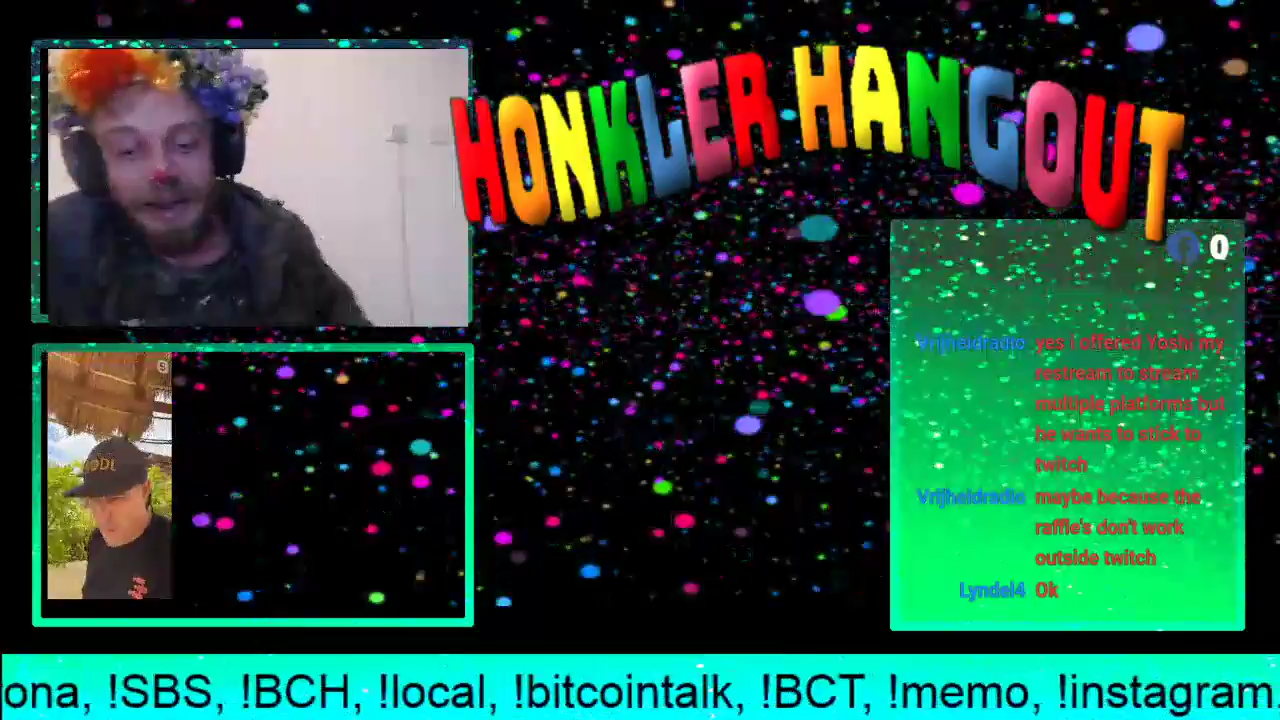 HONKLER HANGOUT
0
Vrijheidradio yes i offered Yoshi my
restream to stream
multiple platforms but
he wants to stick to
twitch
Vrijheidradio maybe because the
raffle's don't work
outside twitch
Lyndel4 Ok
S
HODL
ona, !SBS, !BCH, !local, !bitcointalk, !BCT, !memo, !instagram,